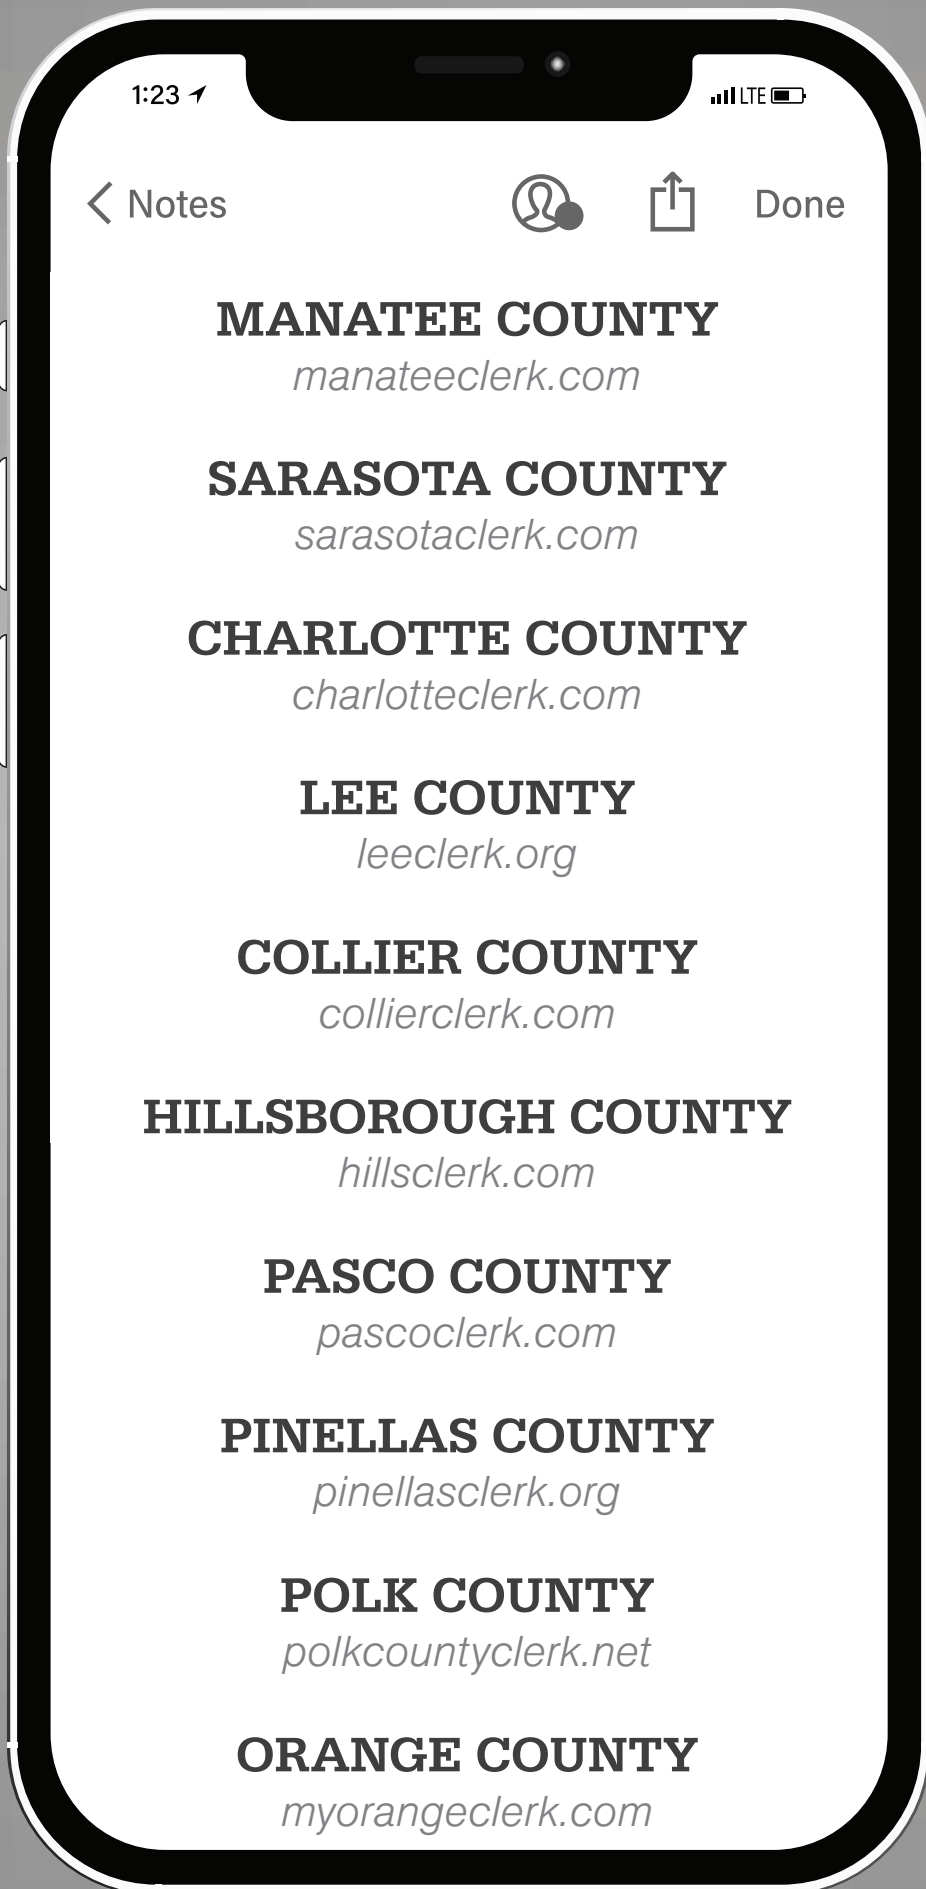 1:23 LTE
Notes Done
MANATEE COUNTY
manateeclerk.com
SARASOTA COUNTY
sarasotaclerk.com
CHARLOTTE COUNTY
charlotteclerk.com
LEE COUNTY
leeclerk.org
COLLIER COUNTY
collierclerk.com
HILLSBOROUGH COUNTY
hillsclerk.com
PASCO COUNTY
pascoclerk.com
PINELLAS COUNTY
pinellasclerk.org
POLK COUNTY
polkcountyclerk.net
ORANGE COUNTY
myorangeclerk.com